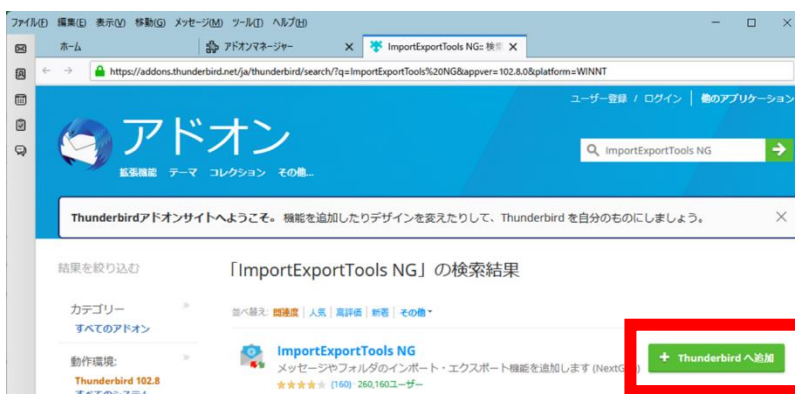 ファイル(F) 編集(E) 表示(V) 移動(G) メッセージ(M) ツール(T) ヘルプ(H)
ホーム アドオンマネージャー ImportExportTools NG:: 検索
https://addons.thunderbird.net/ja/thunderbird/search/?q=ImportExportTools%20NG&appver=102.8.0&platform=WINNT
ユーザー登録 / ログイン 他のアプリケーション
アドオン
ImportExportTools NG
拡張機能 テーマ コレクション その他...
Thunderbirdアドオンサイトへようこそ。 機能を追加したりデザインを変えたりして、Thunderbird を自分のものにしましょう。
結果を絞り込む
「ImportExportTools NG」の検索結果
カテゴリー
すべてのアドオン
並べ替え: 関連度 人気 高評価 新着 その他
動作環境:
Thunderbird 102.8
すべてのシステム
ImportExportTools NG
メッセージやフォルダのインポート・エクスポート機能を追加します (NextG
(160) · 260,160ユーザー
+ Thunderbird へ追加